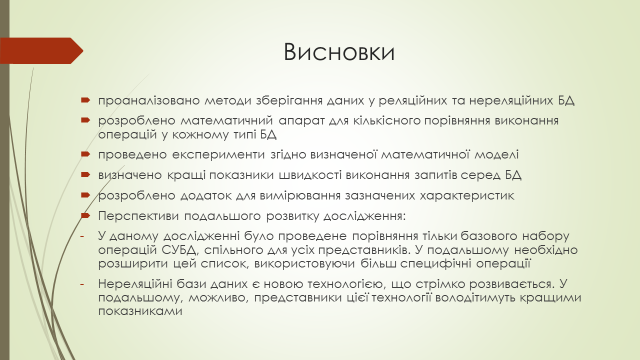 Висновки
проаналізовано методи зберігання даних у реляційних та нереляційних БД
розроблено математичний апарат для кількісного порівняння виконання
операцій у кожному типі БД
проведено експерименти згідно визначеної математичної моделі
визначено кращі показники швидкості виконання запитів серед БД
розроблено додаток для вимірювання зазначених характеристик
Перспективи подальшого розвитку дослідження:
- У даному дослідженні було проведене порівняння тільки базового набору
операцій СУБД, спільного для усіх представників. У подальшому необхідно
розширити цей список, використовуючи більш специфічні операції
- Нереляційні бази даних є новою технологією, що стрімко розвивається. У
подальшому, можливо, представники цієї технології володітимуть кращими
показниками